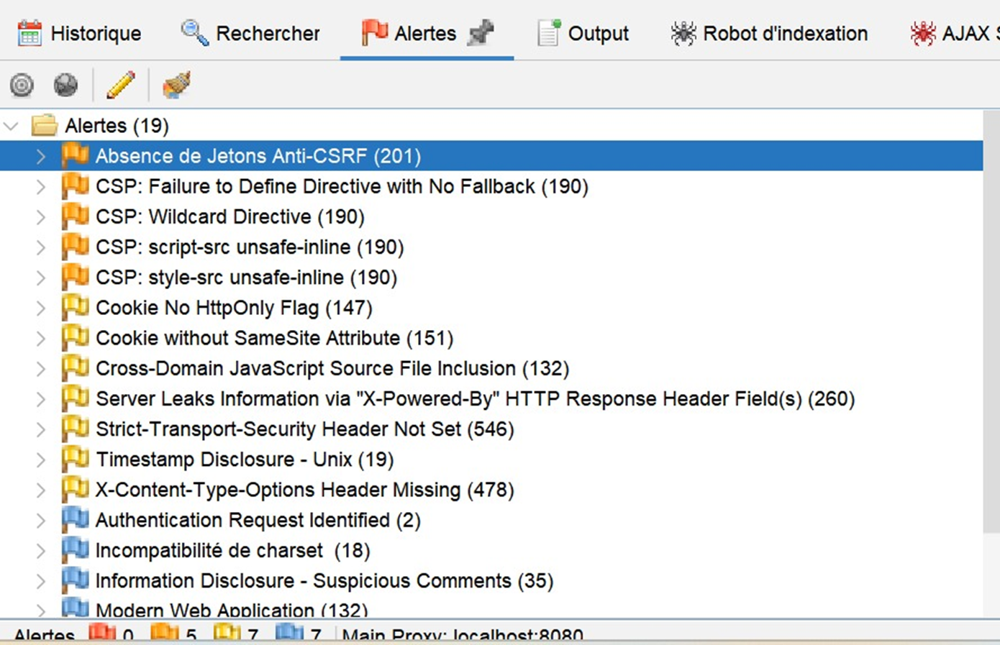 Historique Rechercher Alertes Output Robot d'indexation AJAX S
Alertes (19)
Absence de Jetons Anti-CSRF (201)
CSP: Failure to Define Directive with No Fallback (190)
CSP: Wildcard Directive (190)
CSP: script-src unsafe-inline (190)
CSP: style-src unsafe-inline (190)
Cookie No HttpOnly Flag (147)
Cookie without SameSite Attribute (151)
Cross-Domain JavaScript Source File Inclusion (132)
Server Leaks Information via "X-Powered-By" HTTP Response Header Field(s) (260)
Strict-Transport-Security Header Not Set (546)
Timestamp Disclosure - Unix (19)
X-Content-Type-Options Header Missing (478)
Authentication Request Identified (2)
Incompatibilité de charset (18)
Information Disclosure - Suspicious Comments (35)
Modern Web Application (132)
Alertes 0 5 7 7 Main Proxy: localhost:8080